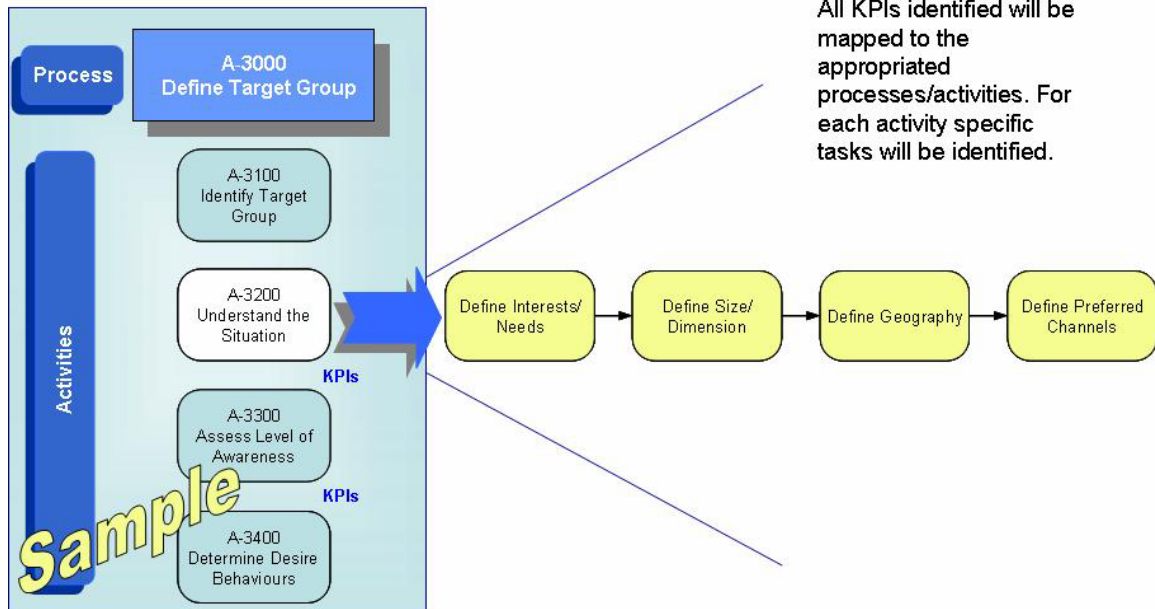 All KPIs identified will be
mapped to the
appropriated
processes/activities. For
each activity specific
tasks will be identified.
Process
A-3000
Define Target Group
Activities
A-3100
Identify Target
Group
A-3200
Understand the
Situation
KPIs
A-3300
Assess Level of
Awareness
KPIs
A-3400
Determine Desire
Behaviours
Sample
Define Interests/
Needs
Define Size/
Dimension
Define Geography
Define Preferred
Channels